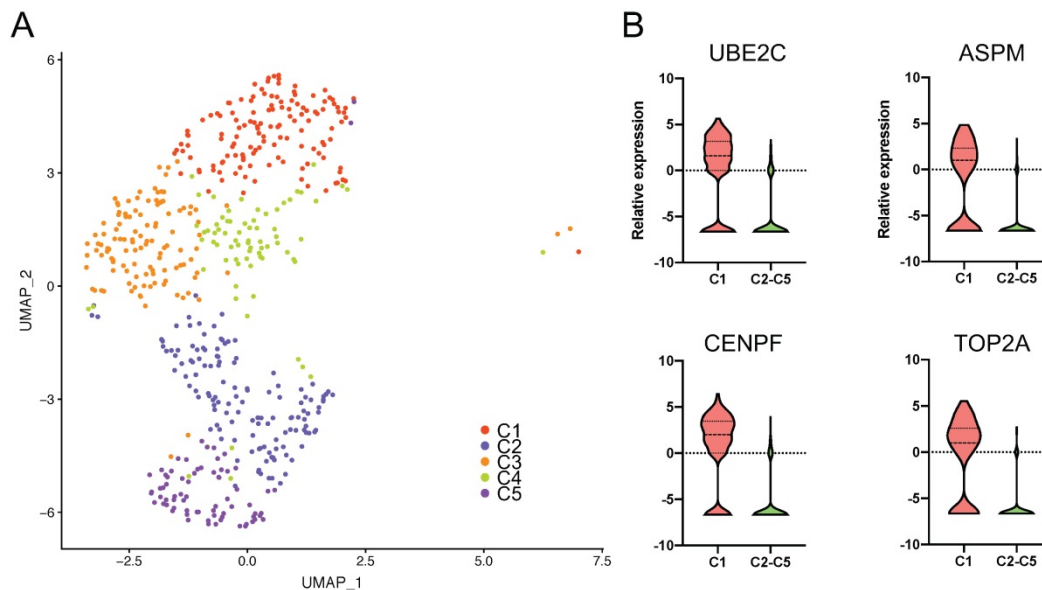 A
6
3
0
-3
-6
UMAP_2
-2.5 0.0 2.5 5.0 7.5
UMAP_1
C1
C2
C3
C4
C5
B
UBE2C
Relative expression
10
5
0
-5
-10
C1 C2-C5
ASPM
Relative expression
10
5
0
-5
-10
C1 C2-C5
CENPF
10
5
0
-5
-10
C1 C2-C5
TOP2A
10
5
0
-5
-10
C1 C2-C5